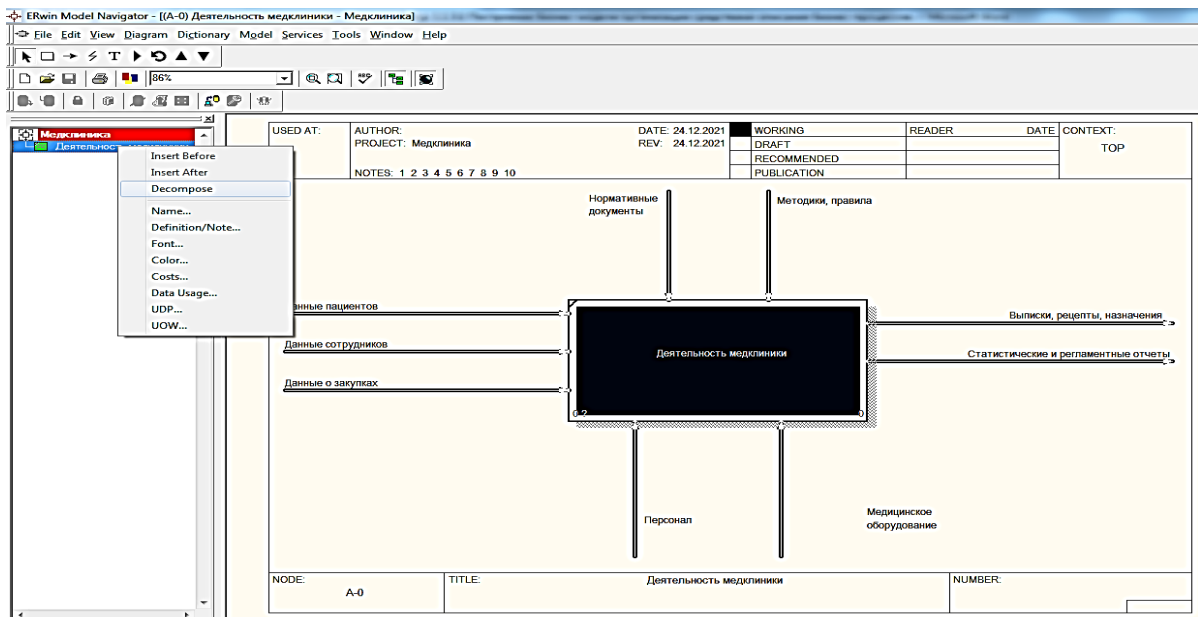 ERwin Model Navigator - [(A-0) Деятельность медклиники - Медклиника]
File Edit View Diagram Dictionary Model Services Tools Window Help
86%
Медклиника
Деятельность
Insert Before
Insert After
Decompose
Name...
Definition/Note...
Font...
Color...
Costs...
Data Usage...
UDP...
UOW...
USED AT:
AUTHOR:
PROJECT: Медклиника
NOTES: 1 2 3 4 5 6 7 8 9 10
DATE: 24.12.2021
REV: 24.12.2021
WORKING
DRAFT
RECOMMENDED
PUBLICATION
READER DATE
CONTEXT:
TOP
Нормативные
документы
Методики, правила
анные пациентов
Данные сотрудников
Данные о закупках
Деятельность медклиники
Выписки, рецепты, назначения
Статистические и регламентные отчеты
Персонал
Медицинское
оборудование
NODE:
A-0
TITLE:
Деятельность медклиники
NUMBER: